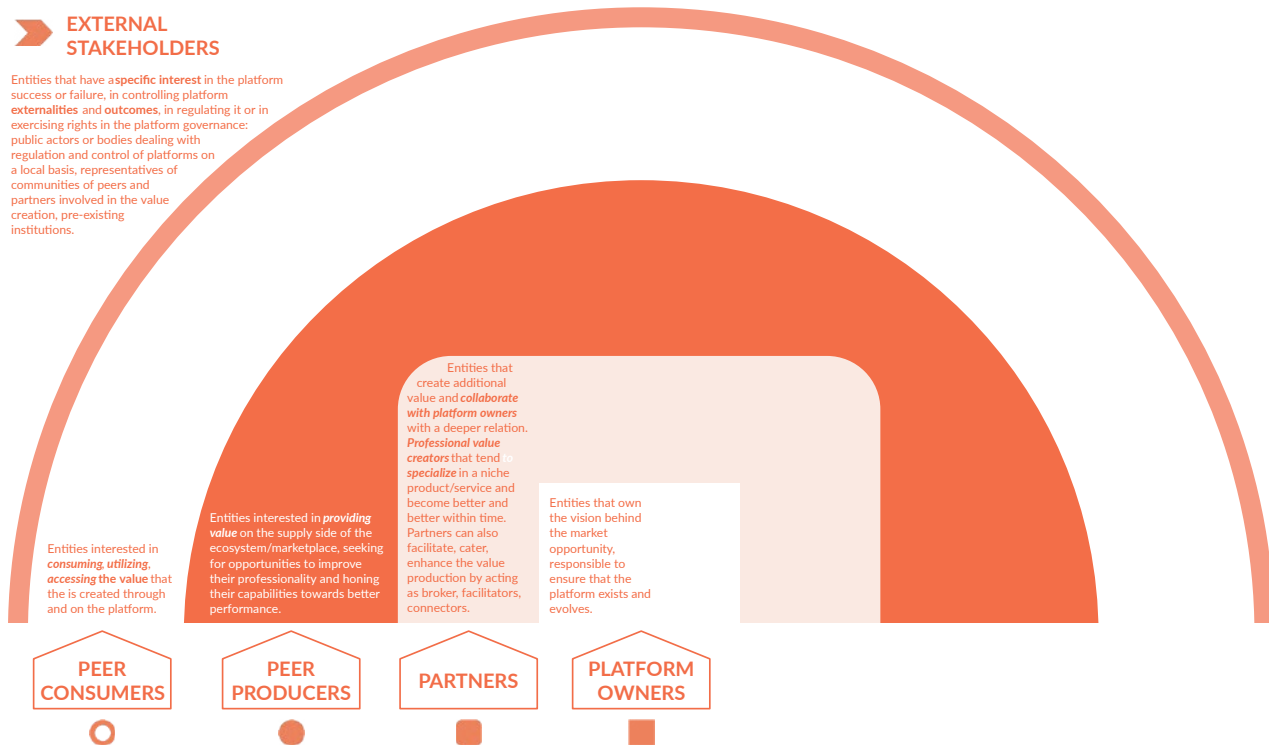 EXTERNAL
STAKEHOLDERS
Entities that have a specific interest in the platform
success or failure, in controlling platform
externalities and outcomes, in regulating it or in
exercising rights in the platform governance:
public actors or bodies dealing with
regulation and control of platforms on
a local basis, representatives of
communities of peers and
partners involved in the value
creation, pre-existing
institutions.
Entities interested in
consuming, utilizing,
accessing the value that
the is created through
and on the platform.
Entities interested in providing
value on the supply side of the
ecosystem/marketplace, seeking
for opportunities to improve
their professionality and honing
their capabilities towards better
performance.
Entities that
create additional
value and collaborate
with platform owners
with a deeper relation.
Professional value
creators that tend to
specialize in a niche
product/service and
become better and
better within time.
Partners can also
facilitate, cater,
enhance the value
production by acting
as broker, facilitators,
connectors.
Entities that own
the vision behind
the market
opportunity,
responsible to
ensure that the
platform exists and
evolves.
PEER
CONSUMERS
PEER
PRODUCERS
PARTNERS
PLATFORM
OWNERS